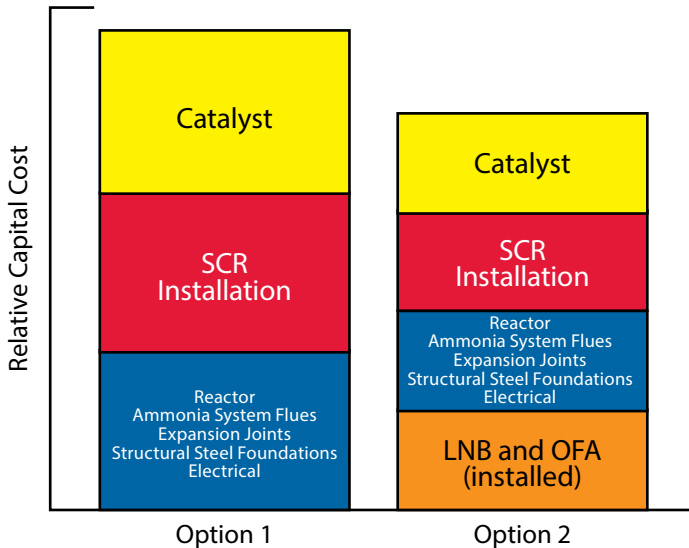 Relative Capital Cost
Catalyst
SCR
Installation
Reactor
Ammonia System Flues
Expansion Joints
Structural Steel Foundations
Electrical
Option 1
Catalyst
SCR
Installation
Reactor
Ammonia System Flues
Expansion Joints
Structural Steel Foundations
Electrical
LNB and OFA
(installed)
Option 2